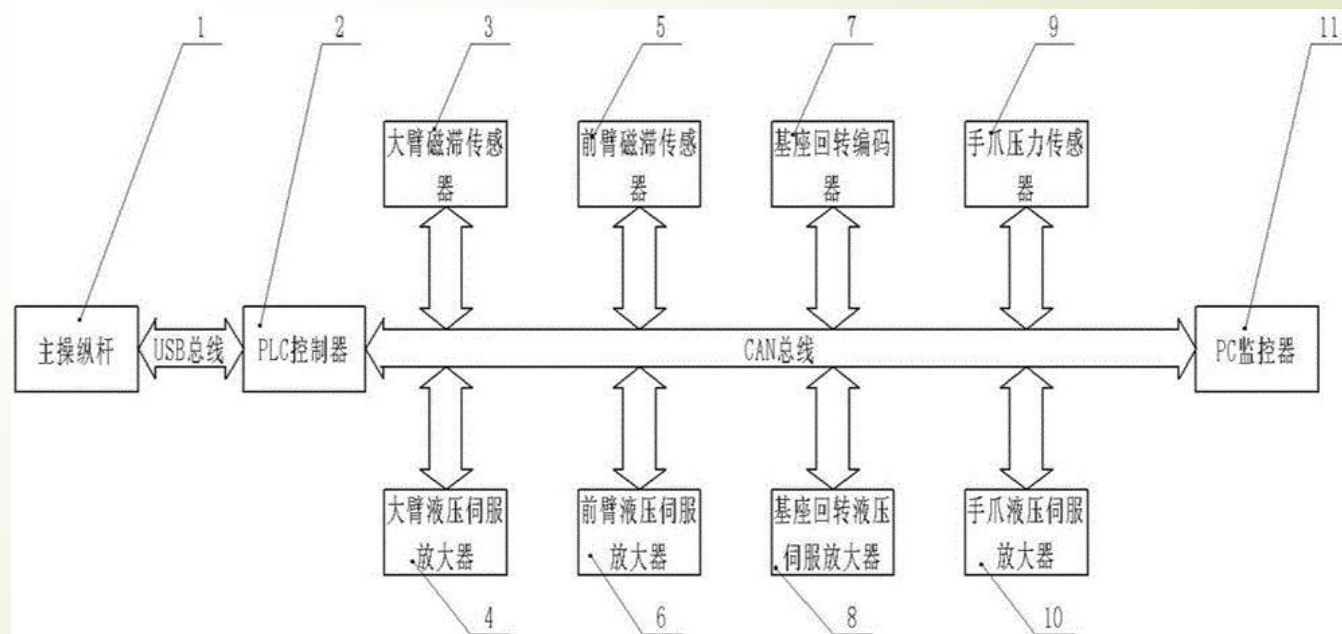 1
2
3
5
7
9
11
大臂磁滞传感
器
前臂磁滞传感
器
基座回转编码
器
手爪压力传感
器
主操纵杆
USB总线
PLC控制器
CAN总线
PC监控器
大臂液压伺服
放大器
前臂液压伺服
放大器
基座回转液压
伺服放大器
手爪液压伺服
放大器
4
6
8
10